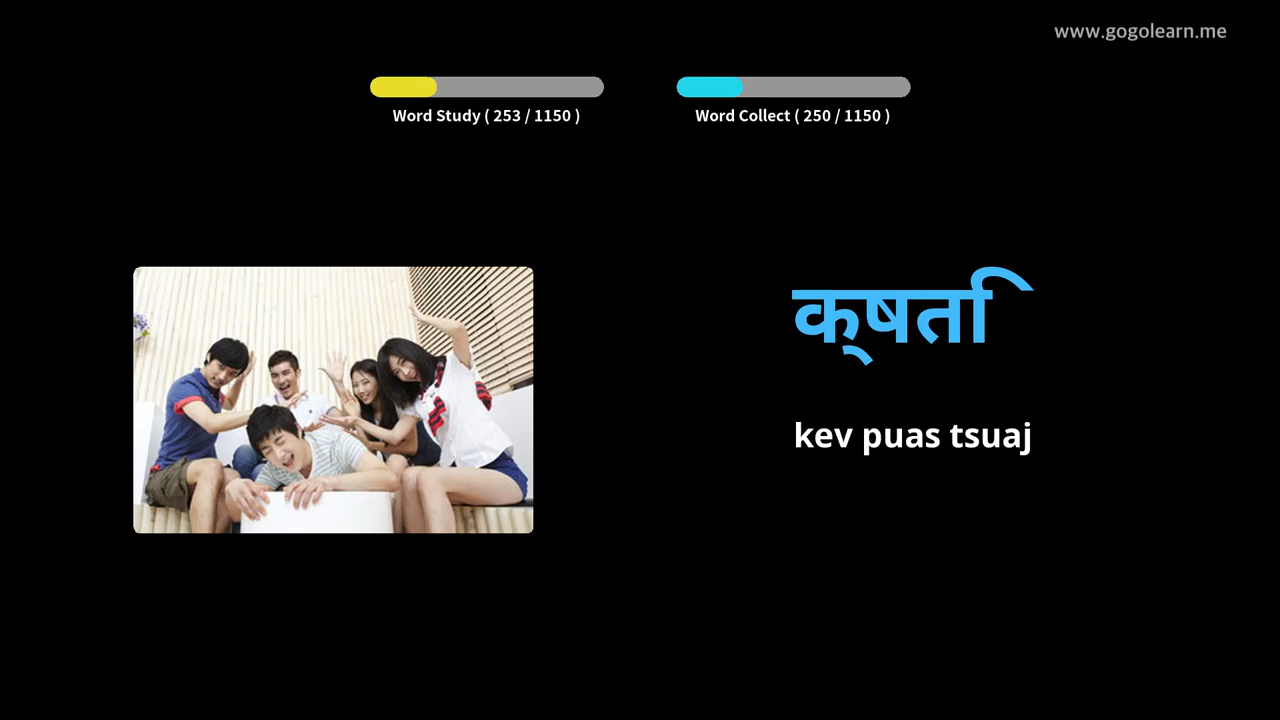 www.gogolearn.me
Word Study ( 253 / 1150 )
Word Collect ( 250 / 1150 )
क्षति
kev puas tsuaj